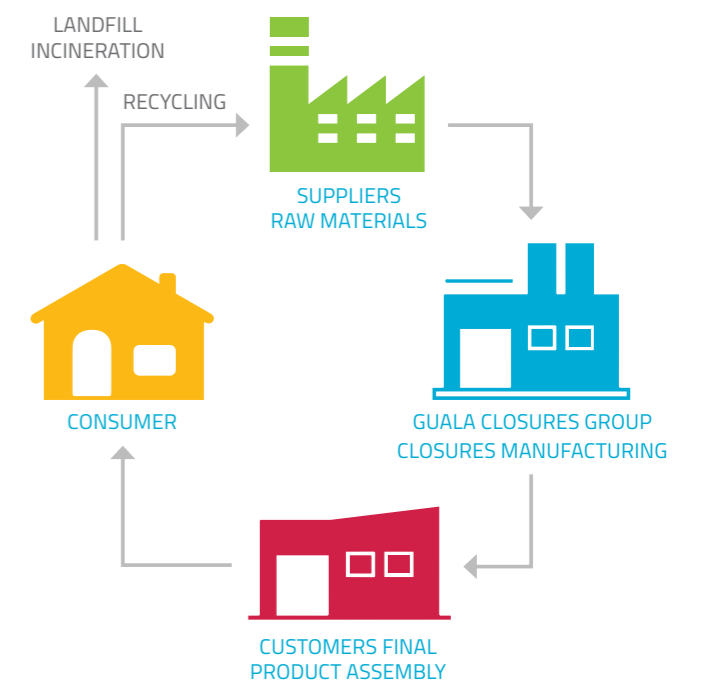 LANDFILL
INCINERATION
RECYCLING
SUPPLIERS
RAW MATERIALS
CONSUMER
GUALA CLOSURES GROUP
CLOSURES MANUFACTURING
CUSTOMERS FINAL
PRODUCT ASSEMBLY